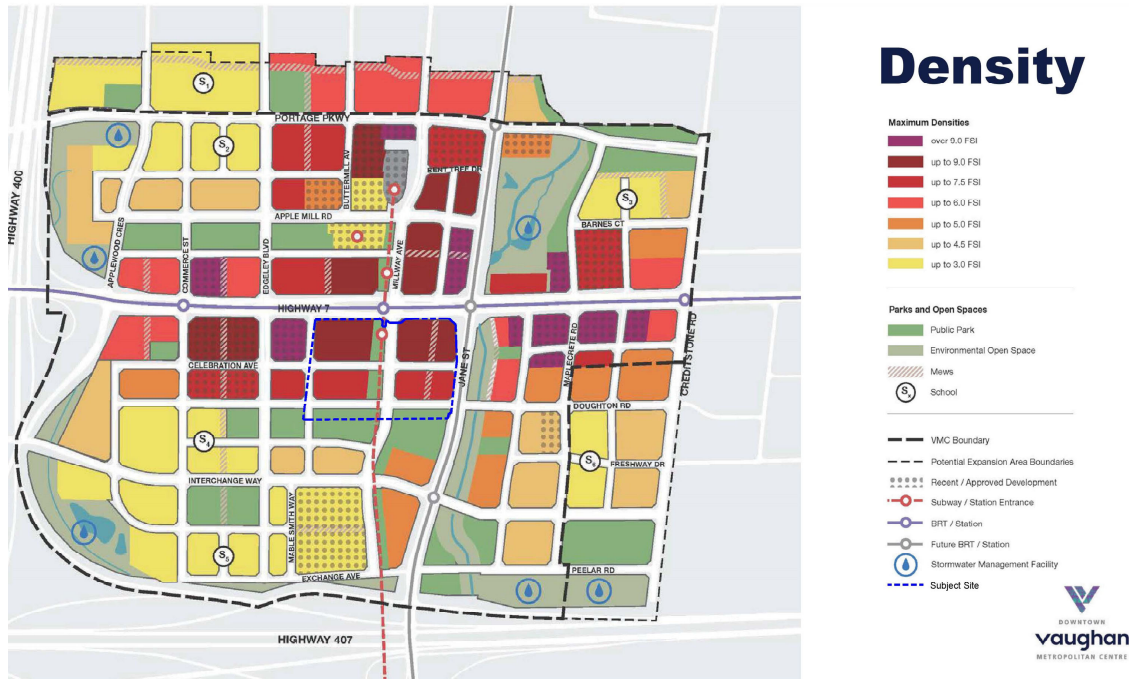 Density
Maximum Densities
over 9.0 FSI
up to 9.0 FSI
up to 7.5 FSI
up to 6.0 FSI
up to 5.0 FSI
up to 4.5 FSI
up to 3.0 FSI
Parks and Open Spaces
Public Park
Environmental Open Space
Mews
Sx School
VMC Boundary
Potential Expansion Area Boundaries
Recent / Approved Development
Subway / Station Entrance
BRT / Station
Future BRT / Station
Stormwater Management Facility
Subject Site
DOWNTOWN
vaughan
METROPOLITAN CENTRE
S1
PORTAGE PKWY
S2
BUTTERMILL AV
HIGHWAY 400
S3
APPLE MILL RD
BARNES CT
APPLEWOOD CRES
COMMERCE ST
EDGELEY BLVD
MILLWAY AVE
HIGHWAY 7
CELEBRATION AVE
JANE ST
MAPLECRETE RD
CREDITSTONE RD
DOUGHTON RD
S4
FRESHWAY DR
INTERCHANGE WAY
MABLE SMITH WAY
S5
EXCHANGE AVE
PEELAR RD
HIGHWAY 407